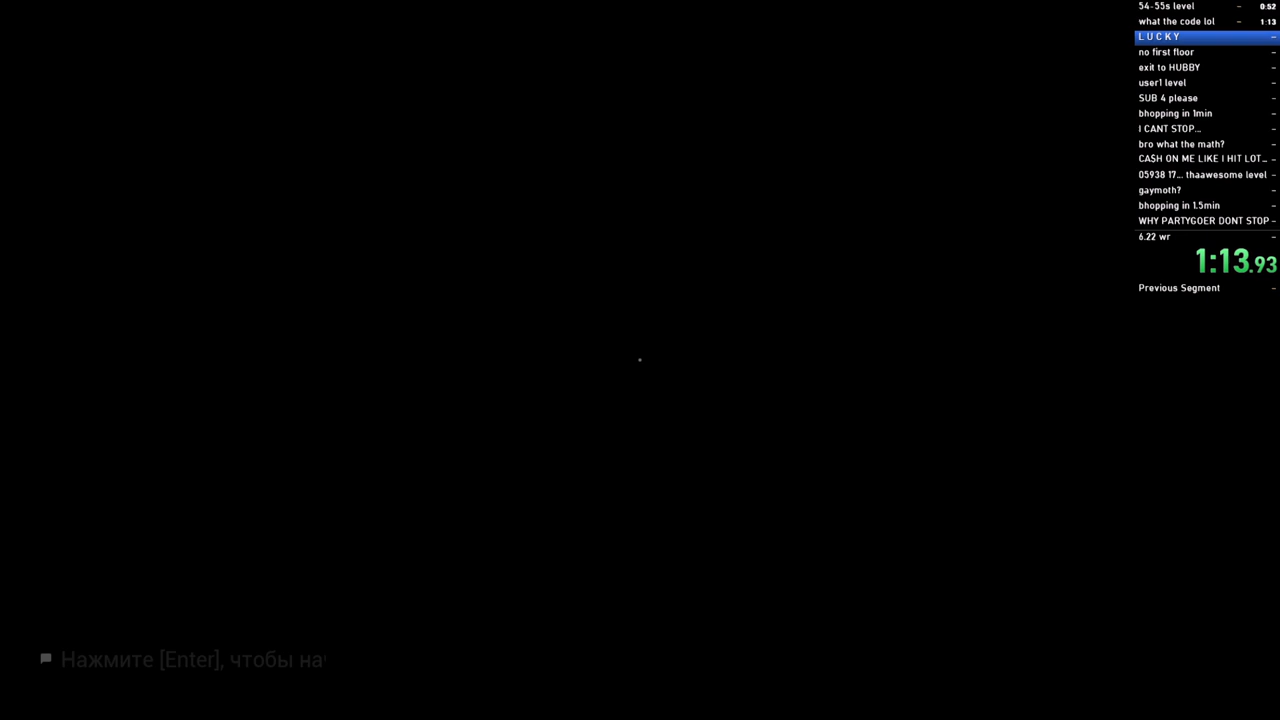 54-55s level – 0:52
what the code lol – 1:13
L U C K Y –
no first floor –
exit to HUBBY –
user1 level –
SUB 4 please –
bhopping in 1min –
I CANT STOP... –
bro what the math? –
CA$H ON ME LIKE I HIT LOT... –
05938 17... thaawesome level –
gaymoth? –
bhopping in 1.5min –
WHY PARTYGOER DONT STOP –
6.22 wr –
1:13.93
Previous Segment –
Нажмите [Enter], чтобы на